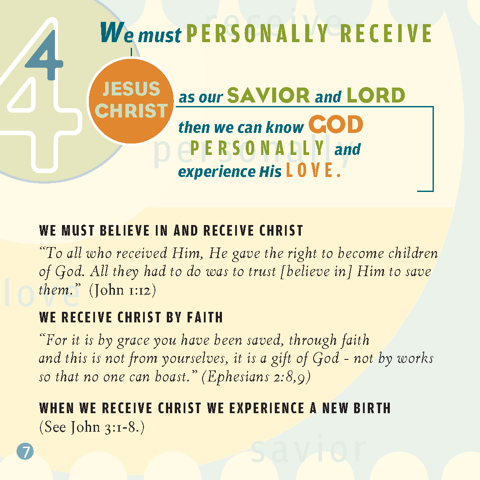 receive
4
4
We must PERSONALLY RECEIVE
JESUS
CHRIST
as our SAVIOR and LORD
then we can know GOD
PERSONALLY and
personally
experience His LOVE.
WE MUST BELIEVE IN AND RECEIVE CHRIST
“To all who received Him, He gave the right to become children
of God. All they had to do was to trust [believe in] Him to save
them.” (John 1:12)
love
WE RECEIVE CHRIST BY FAITH
“For it is by grace you have been saved, through faith
and this is not from yourselves, it is a gift of God - not by works
so that no one can boast.” (Ephesians 2:8,9)
WHEN WE RECEIVE CHRIST WE EXPERIENCE A NEW BIRTH
(See John 3:1-8.)
7
savior